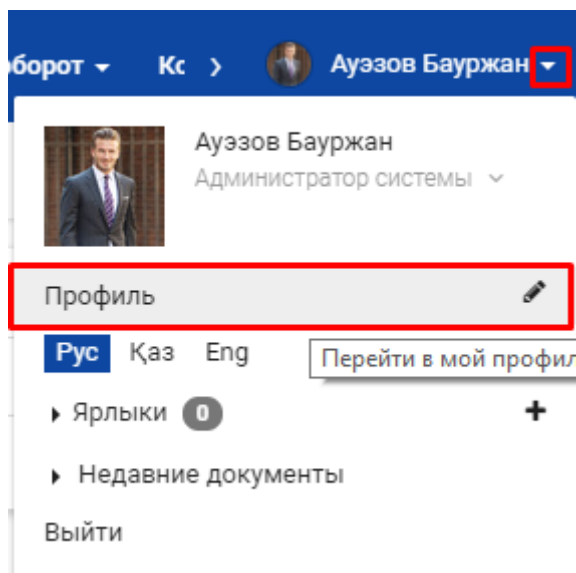 оборот Кс Ауэзов Бауржан
Ауэзов Бауржан
Администратор системы
Профиль
Рус Қаз Eng
Перейти в мой профил
Ярлыки 0 +
Недавние документы
Выйти